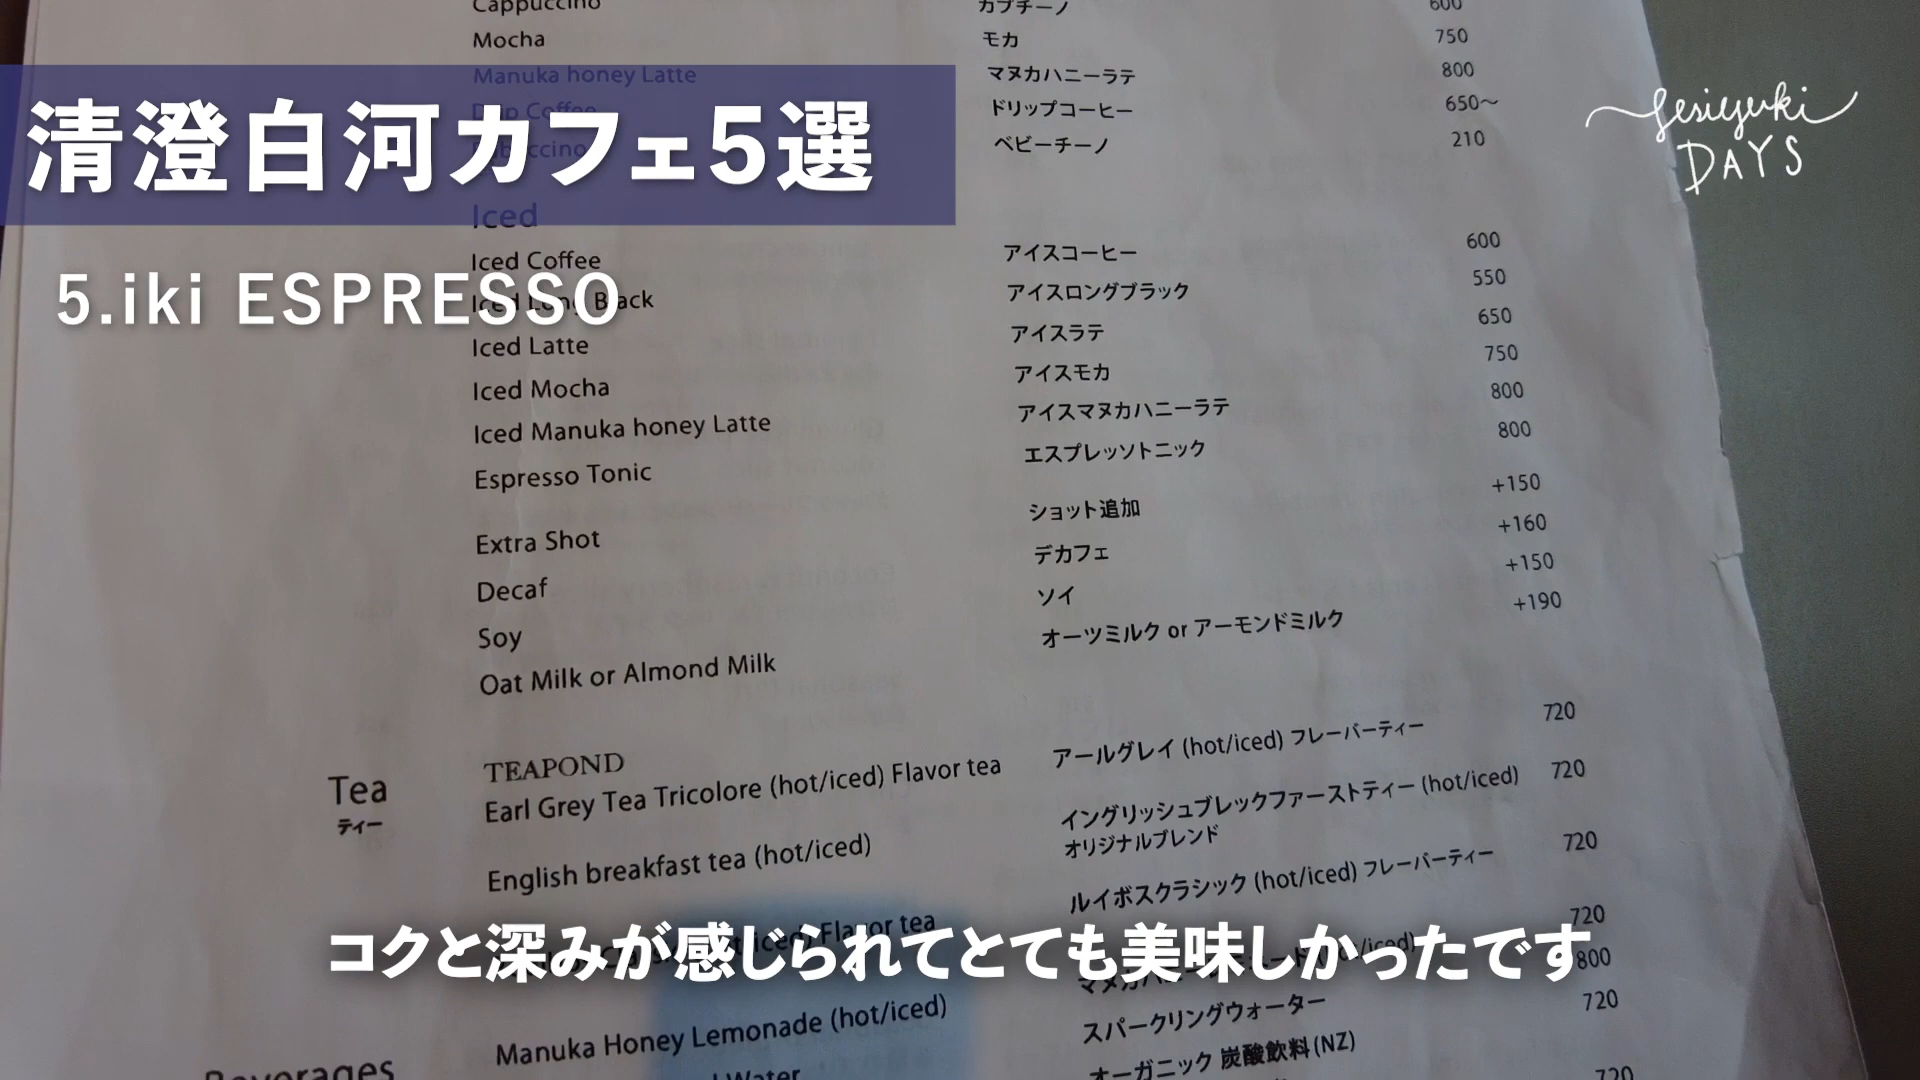 Cappuccino カプチーノ 600
Mocha モカ 750
Manuka honey Latte マヌカハニーラテ 800
Drip Coffee ドリップコーヒー 650〜
ベビーチーノ 210
清澄白河カフェ5選
DAYS
Iced
Iced Coffee アイスコーヒー 600
5.iki ESPRESSO
Iced Long Black アイスロングブラック 550
Iced Latte アイスラテ 650
Iced Mocha アイスモカ 750
Iced Manuka honey Latte アイスマヌカハニーラテ 800
Espresso Tonic エスプレッソトニック 800
Extra Shot ショット追加 +150
Decaf デカフェ +160
Soy ソイ +150
Oat Milk or Almond Milk オーツミルク or アーモンドミルク +190
Tea
ティー
TEAPOND
Earl Grey Tea Tricolore (hot/iced) Flavor tea アールグレイ (hot/iced) フレーバーティー 720
English breakfast tea (hot/iced) イングリッシュブレックファーストティー (hot/iced) 720
オリジナルブレンド
Flavor tea ルイボスクラシック (hot/iced) フレーバーティー 720
コクと深みが感じられてとても美味しかったです
Manuka Honey Lemonade (hot/iced) 720
スパークリングウォーター 800
Water オーガニック 炭酸飲料(NZ) 720
Beverages 720